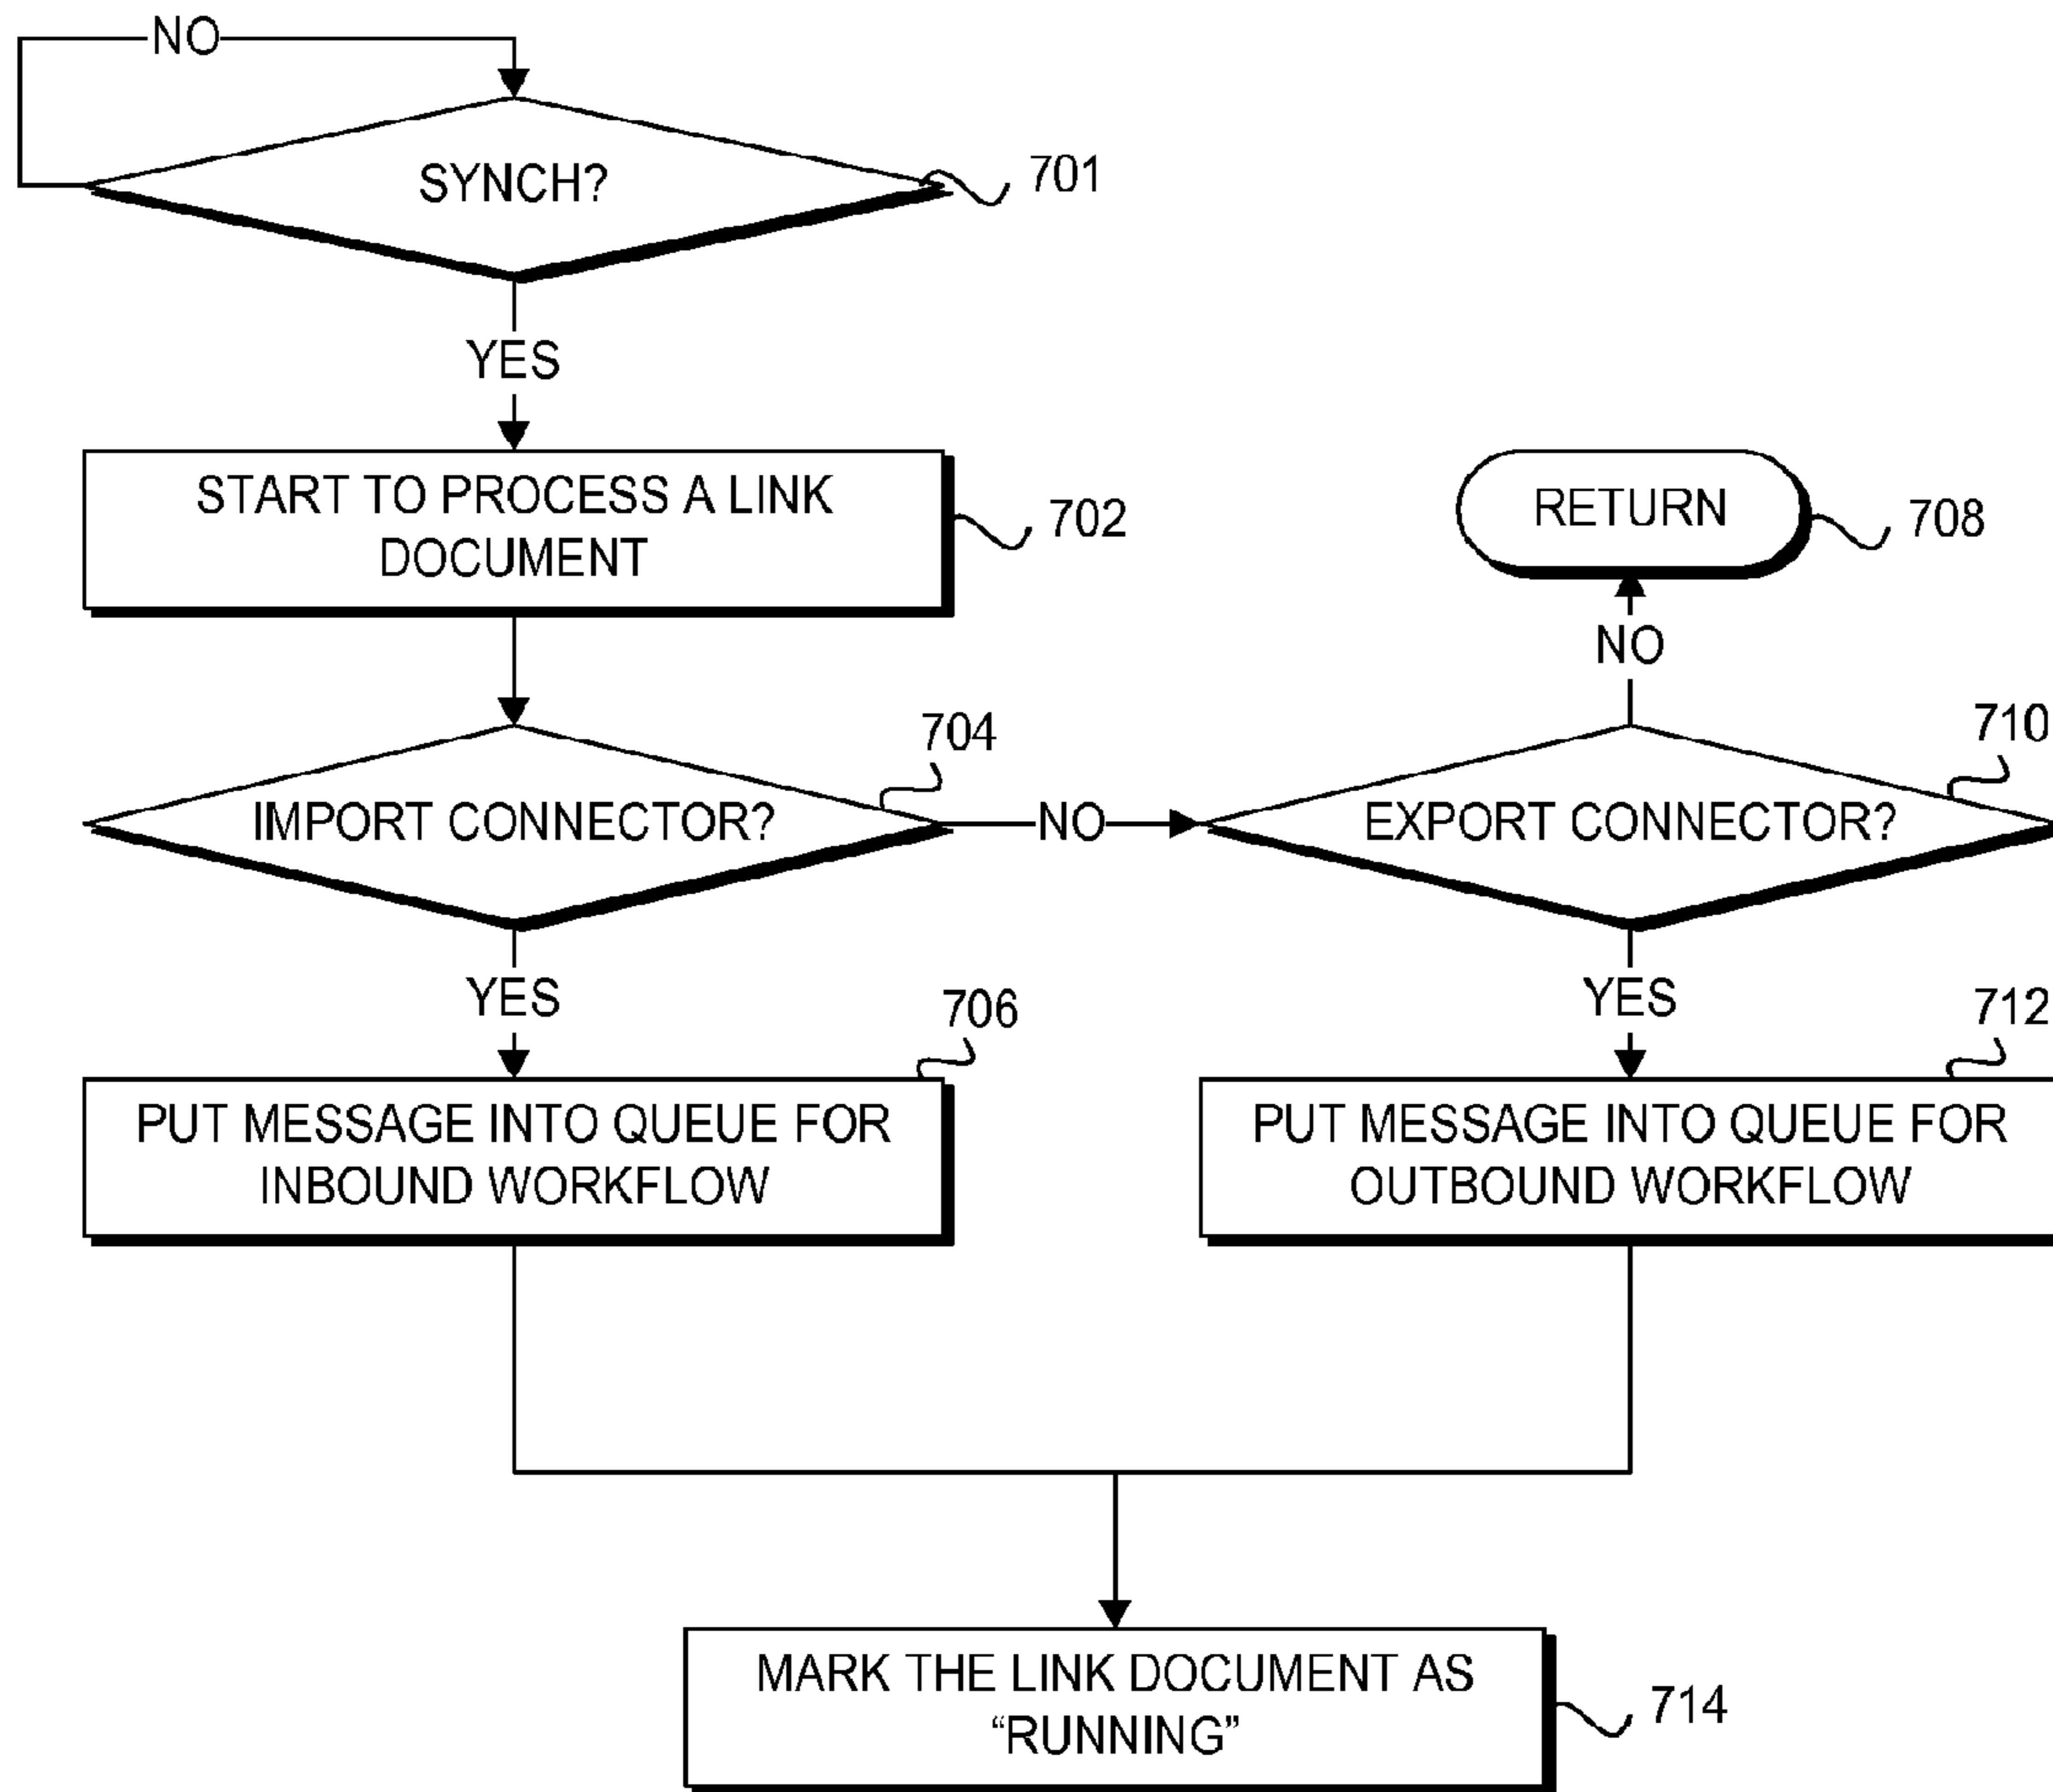 NO
SYNCH?
701
YES
START TO PROCESS A LINK
DOCUMENT
702
RETURN
708
NO
704
IMPORT CONNECTOR?
NO
710
EXPORT CONNECTOR?
YES
YES
706
PUT MESSAGE INTO QUEUE FOR
INBOUND WORKFLOW
712
PUT MESSAGE INTO QUEUE FOR
OUTBOUND WORKFLOW
MARK THE LINK DOCUMENT AS
“RUNNING”
714